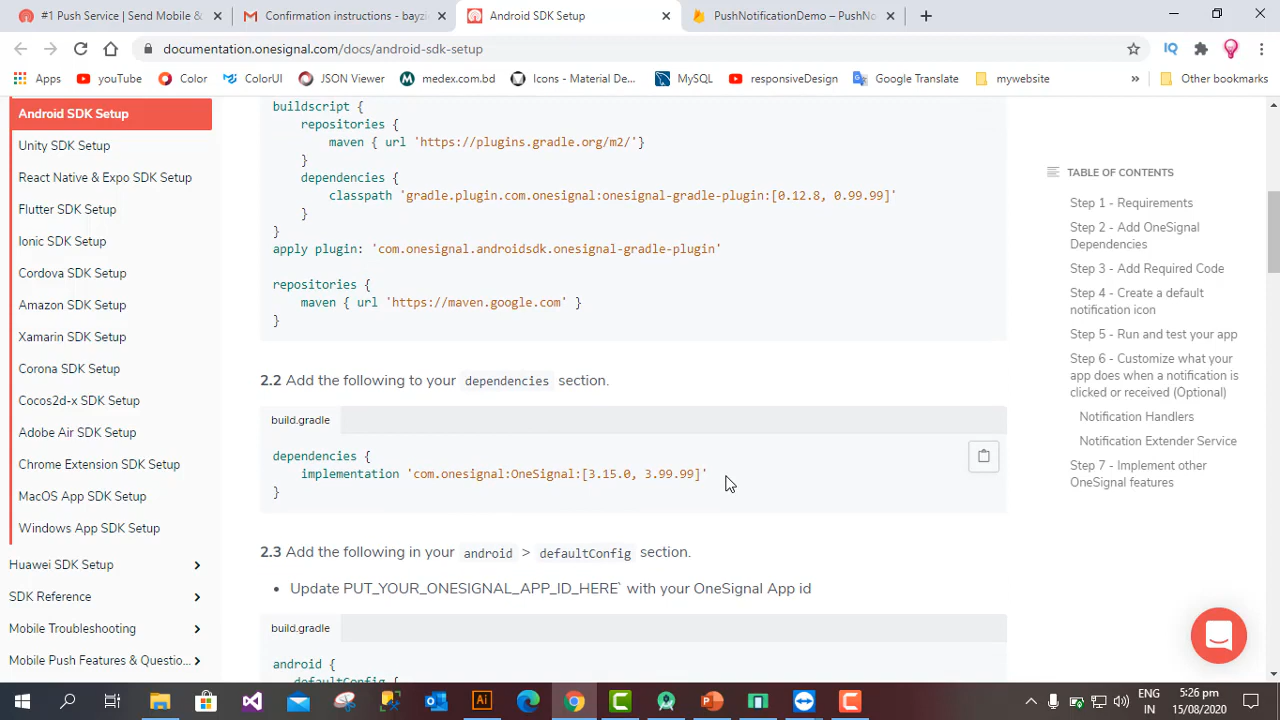 #1 Push Service | Send Mobile &
Confirmation instructions - bayzi
Android SDK Setup
PushNotificationDemo – PushNo
documentation.onesignal.com/docs/android-sdk-setup
Apps
youTube
Color
ColorUI
JSON Viewer
medex.com.bd
Icons - Material De...
MySQL
responsiveDesign
Google Translate
mywebsite
»
Other bookmarks
Android SDK Setup
Unity SDK Setup
React Native & Expo SDK Setup
Flutter SDK Setup
Ionic SDK Setup
Cordova SDK Setup
Amazon SDK Setup
Xamarin SDK Setup
Corona SDK Setup
Cocos2d-x SDK Setup
Adobe Air SDK Setup
Chrome Extension SDK Setup
MacOS App SDK Setup
Windows App SDK Setup
Huawei SDK Setup
SDK Reference
Mobile Troubleshooting
Mobile Push Features & Questio...
buildscript {
repositories {
maven { url 'https://plugins.gradle.org/m2/'}
}
dependencies {
classpath 'gradle.plugin.com.onesignal:onesignal-gradle-plugin:[0.12.8, 0.99.99]'
}
}
apply plugin: 'com.onesignal.androidsdk.onesignal-gradle-plugin'
repositories {
maven { url 'https://maven.google.com' }
}
2.2 Add the following to your dependencies section.
build.gradle
dependencies {
implementation 'com.onesignal:OneSignal:[3.15.0, 3.99.99]'
}
2.3 Add the following in your android > defaultConfig section.
• Update PUT_YOUR_ONESIGNAL_APP_ID_HERE` with your OneSignal App id
build.gradle
android {
defaultConfig {
TABLE OF CONTENTS
Step 1 - Requirements
Step 2 - Add OneSignal
Dependencies
Step 3 - Add Required Code
Step 4 - Create a default
notification icon
Step 5 - Run and test your app
Step 6 - Customize what your
app does when a notification is
clicked or received (Optional)
Notification Handlers
Notification Extender Service
Step 7 - Implement other
OneSignal features
ENG
IN
5:26 pm
15/08/2020